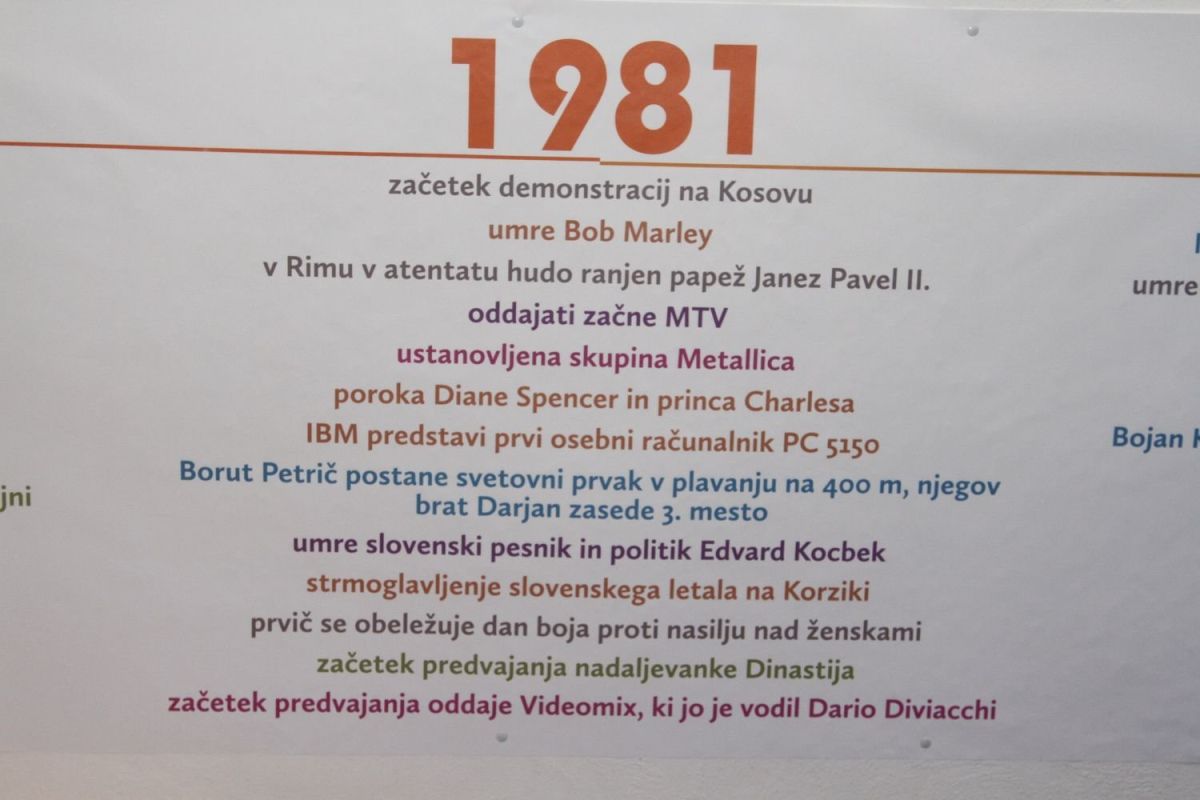 1981
začetek demonstracij na Kosovu
umre Bob Marley
v Rimu v atentatu hudo ranjen papež Janez Pavel II.
oddajati začne MTV
ustanovljena skupina Metallica
poroka Diane Spencer in princa Charlesa
IBM predstavi prvi osebni računalnik PC 5150
Borut Petrič postane svetovni prvak v plavanju na 400 m, njegov
brat Darjan zasede 3. mesto
umre slovenski pesnik in politik Edvard Kocbek
strmoglavljenje slovenskega letala na Korziki
prvič se obeležuje dan boja proti nasilju nad ženskami
začetek predvajanja nadaljevanke Dinastija
začetek predvajanja oddaje Videomix, ki jo je vodil Dario Diviacchi
jni
umre
Bojan